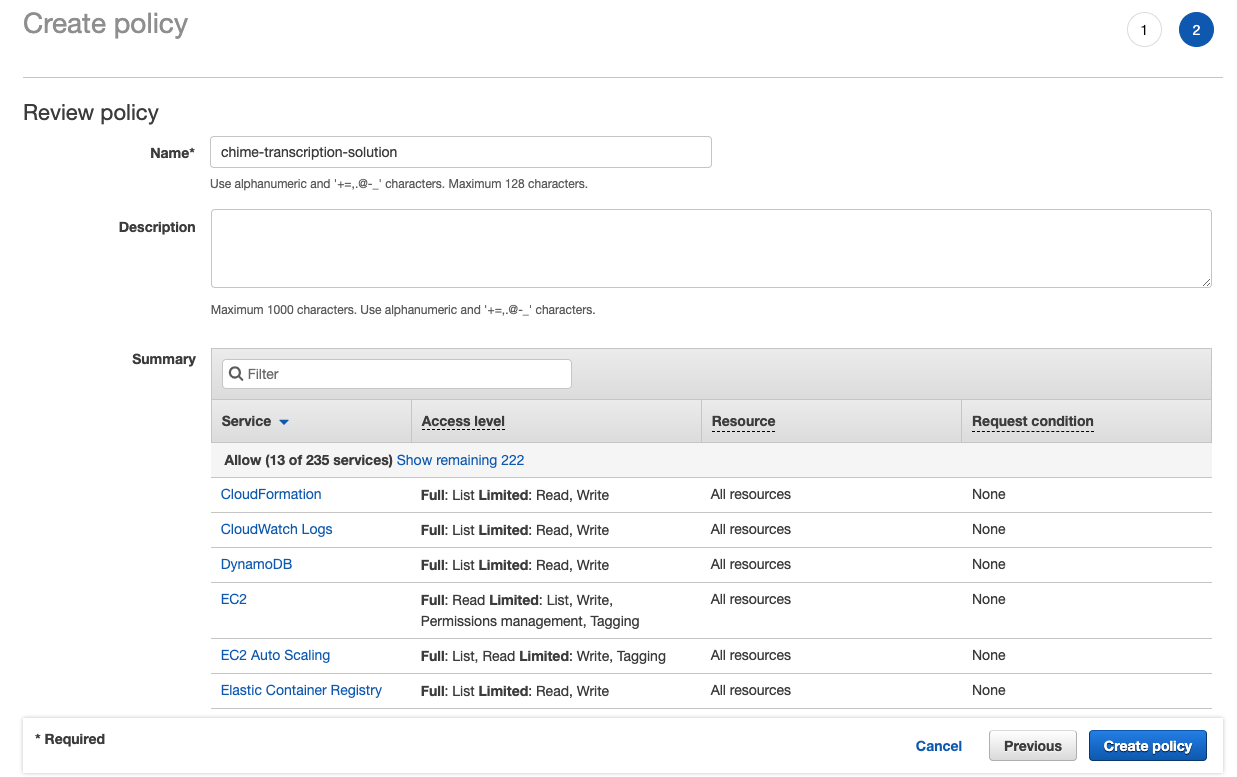 Create policy
1
2
Review policy
Name*
chime-transcription-solution
Use alphanumeric and '+=,.@-_' characters. Maximum 128 characters.
Description
Maximum 1000 characters. Use alphanumeric and '+=,.@-_' characters.
Summary
Filter
Service Access level Resource Request condition
Allow (13 of 235 services) Show remaining 222
CloudFormation Full: List Limited: Read, Write All resources None
CloudWatch Logs Full: List Limited: Read, Write All resources None
DynamoDB Full: List Limited: Read, Write All resources None
EC2 Full: Read Limited: List, Write, All resources None
Permissions management, Tagging
EC2 Auto Scaling Full: List, Read Limited: Write, Tagging All resources None
Elastic Container Registry Full: List Limited: Read, Write All resources None
* Required
Cancel Previous Create policy